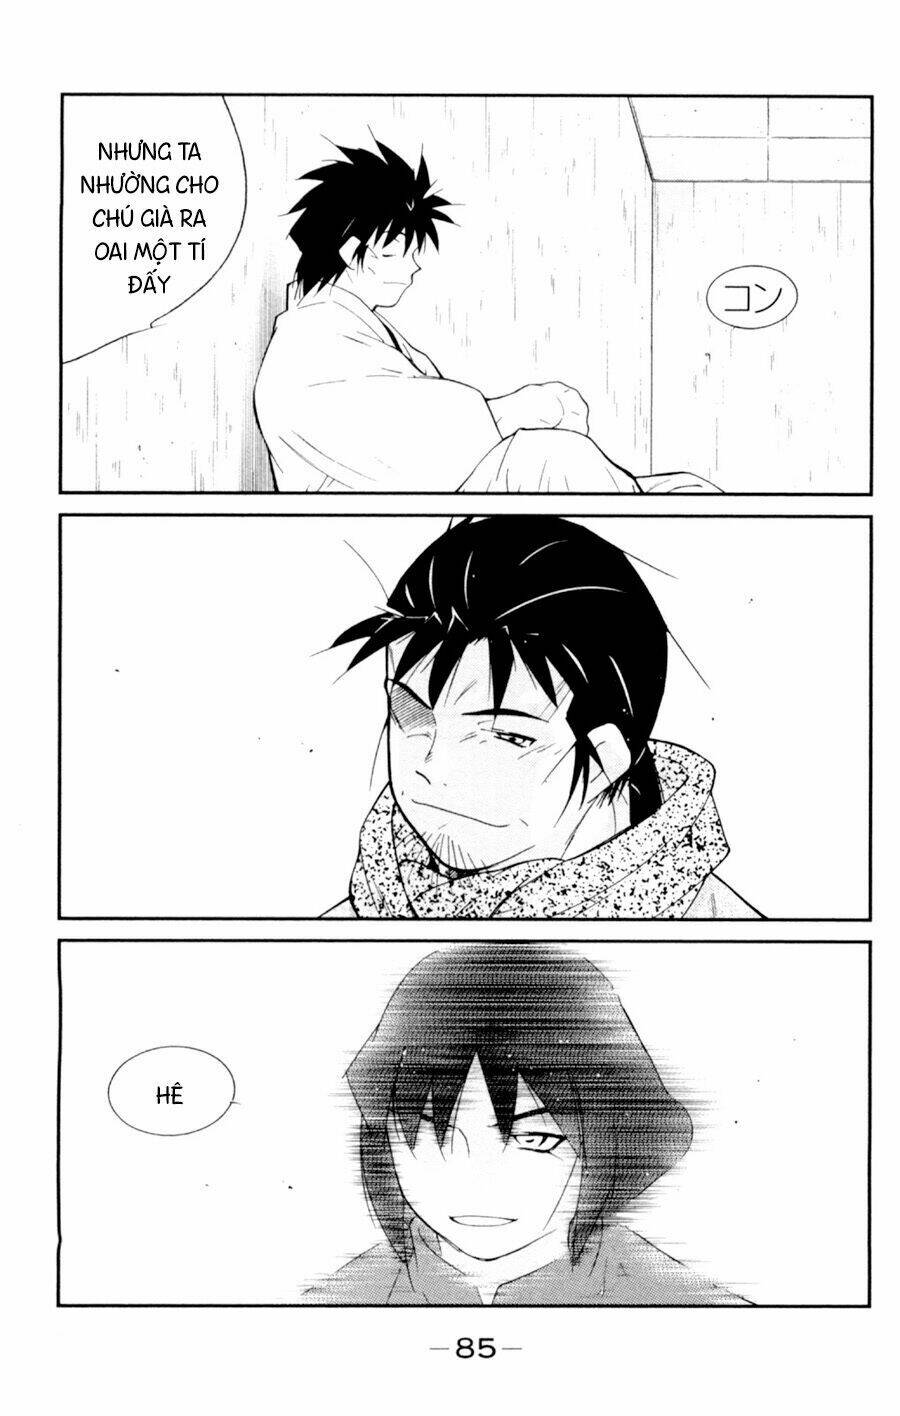 NHƯNG TA
NHƯỜNG CHO
CHÚ GIÀ RA
OAI MỘT TÍ
ĐẤY
コン
HÊ
—85—